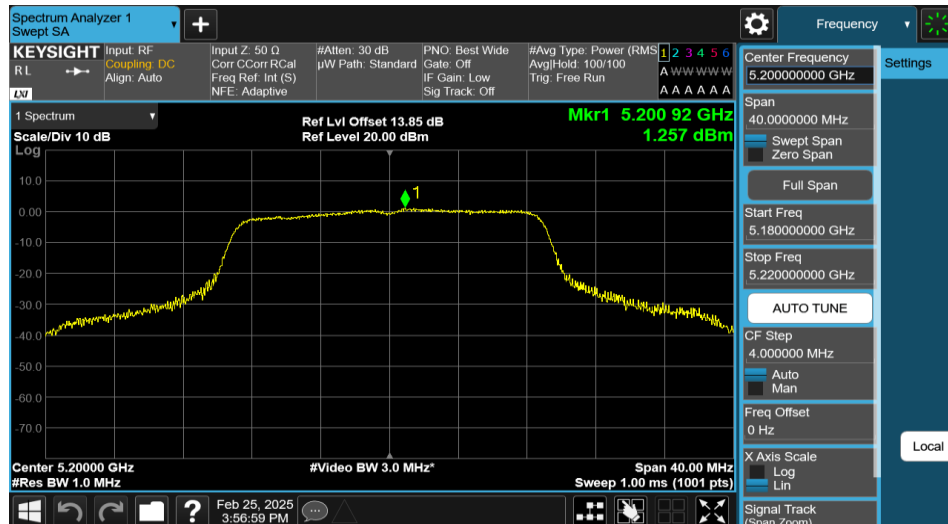 Spectrum Analyzer 1
Swept SA
Frequency
KEYSIGHT
R L
LXI
Input: RF
Coupling: DC
Align: Auto
Input Z: 50 Ω
Corr CCorr RCal
Freq Ref: Int (S)
NFE: Adaptive
#Atten: 30 dB
µW Path: Standard
PNO: Best Wide
Gate: Off
IF Gain: Low
Sig Track: Off
#Avg Type: Power (RMS
Avg|Hold: 100/100
Trig: Free Run
1 2 3 4 5 6
A W W W W W
A A A A A A
1 Spectrum
Scale/Div 10 dB
Log
Ref Lvl Offset 13.85 dB
Ref Level 20.00 dBm
Mkr1 5.200 92 GHz
1.257 dBm
10.0
0.00
-10.0
-20.0
-30.0
-40.0
-50.0
-60.0
-70.0
1
Center 5.20000 GHz
#Res BW 1.0 MHz
#Video BW 3.0 MHz*
Span 40.00 MHz
Sweep 1.00 ms (1001 pts)
Feb 25, 2025
3:56:59 PM
Center Frequency
5.200000000 GHz
Span
40.0000000 MHz
Swept Span
Zero Span
Full Span
Start Freq
5.180000000 GHz
Stop Freq
5.220000000 GHz
AUTO TUNE
CF Step
4.000000 MHz
Auto
Man
Freq Offset
0 Hz
X Axis Scale
Log
Lin
Signal Track
(Span Zoom)
Settings
Local